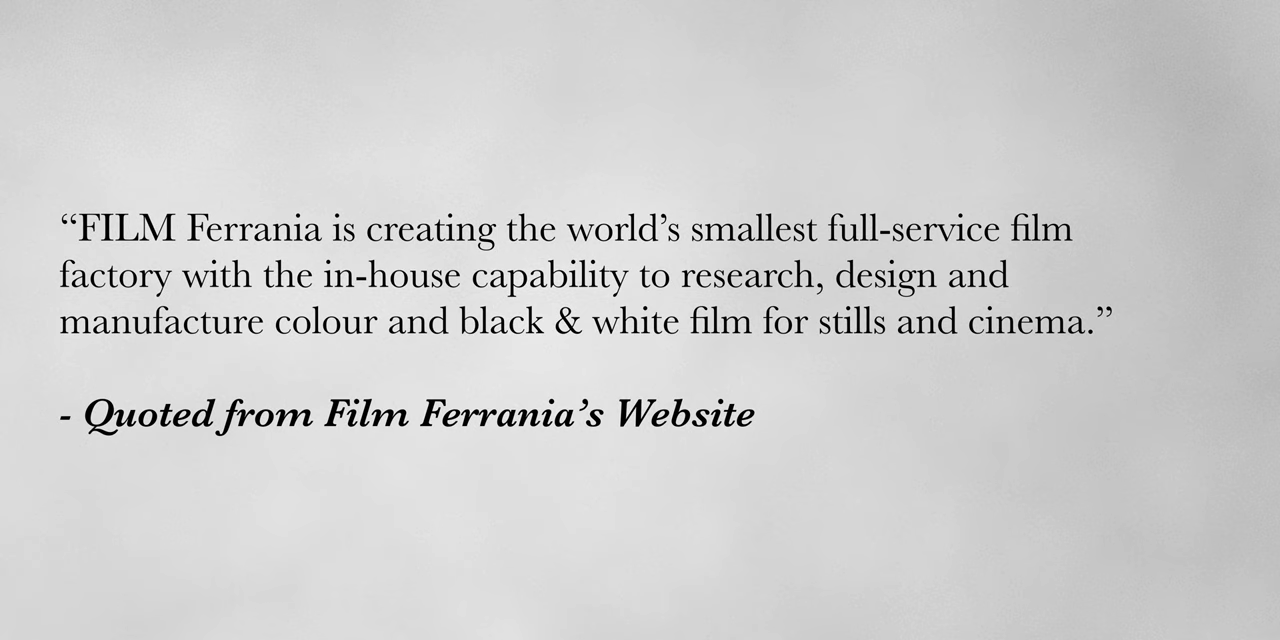 “FILM Ferrania is creating the world’s smallest full-service film
factory with the in-house capability to research, design and
manufacture colour and black & white film for stills and cinema.”
- Quoted from Film Ferrania’s Website